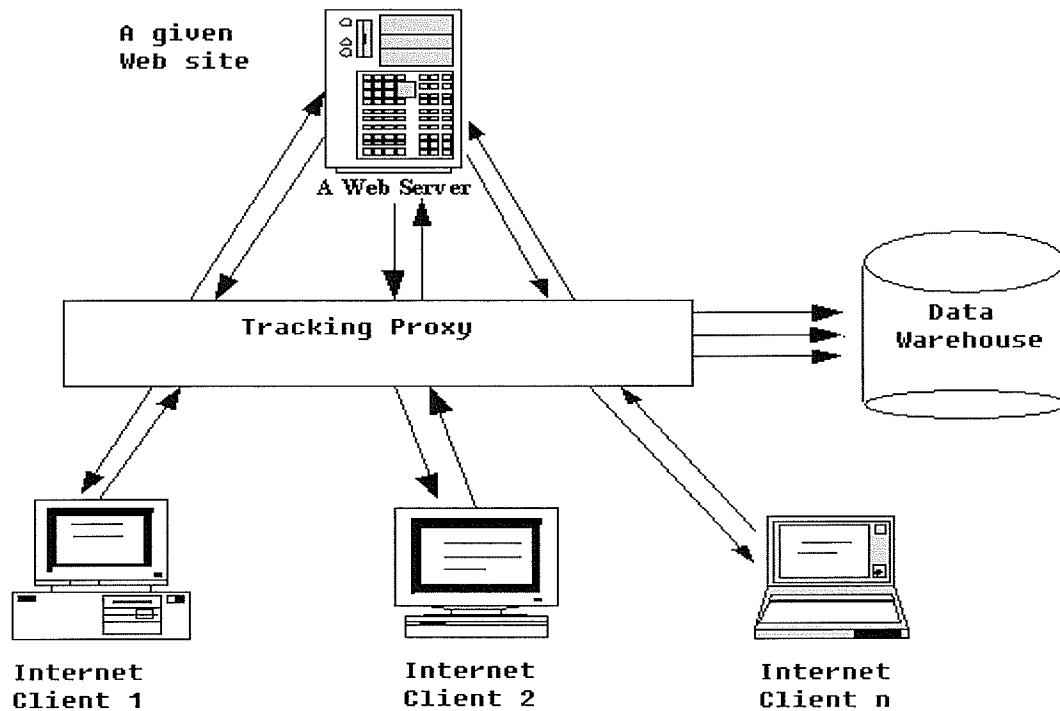 A given
Web site
A Web Server
Tracking Proxy
Data
Warehouse
Internet
Client 1
Internet
Client 2
Internet
Client n